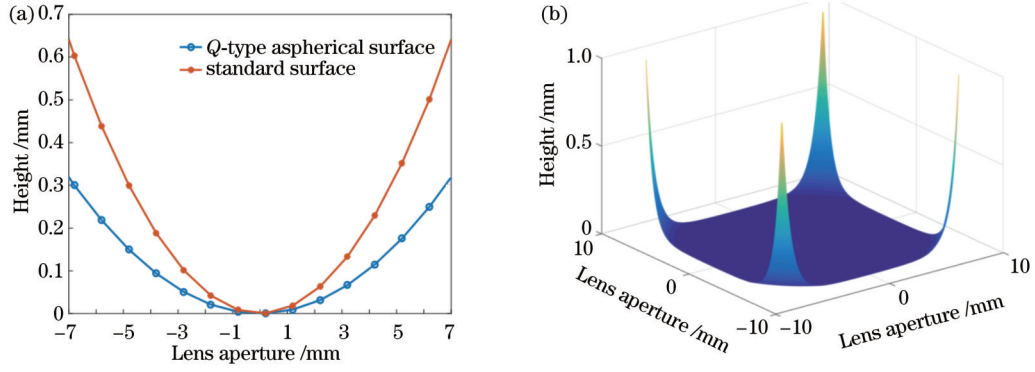 (a)
0.7
0.6
0.5
0.4
0.3
0.2
0.1
0
Height /mm
Q-type aspherical surface
standard surface
−7 −5 −3 −1 1 3 5 7
Lens aperture /mm
(b)
1.0
0.5
0
Height /mm
10
0
−10
Lens aperture /mm
−10
0
10
Lens aperture /mm